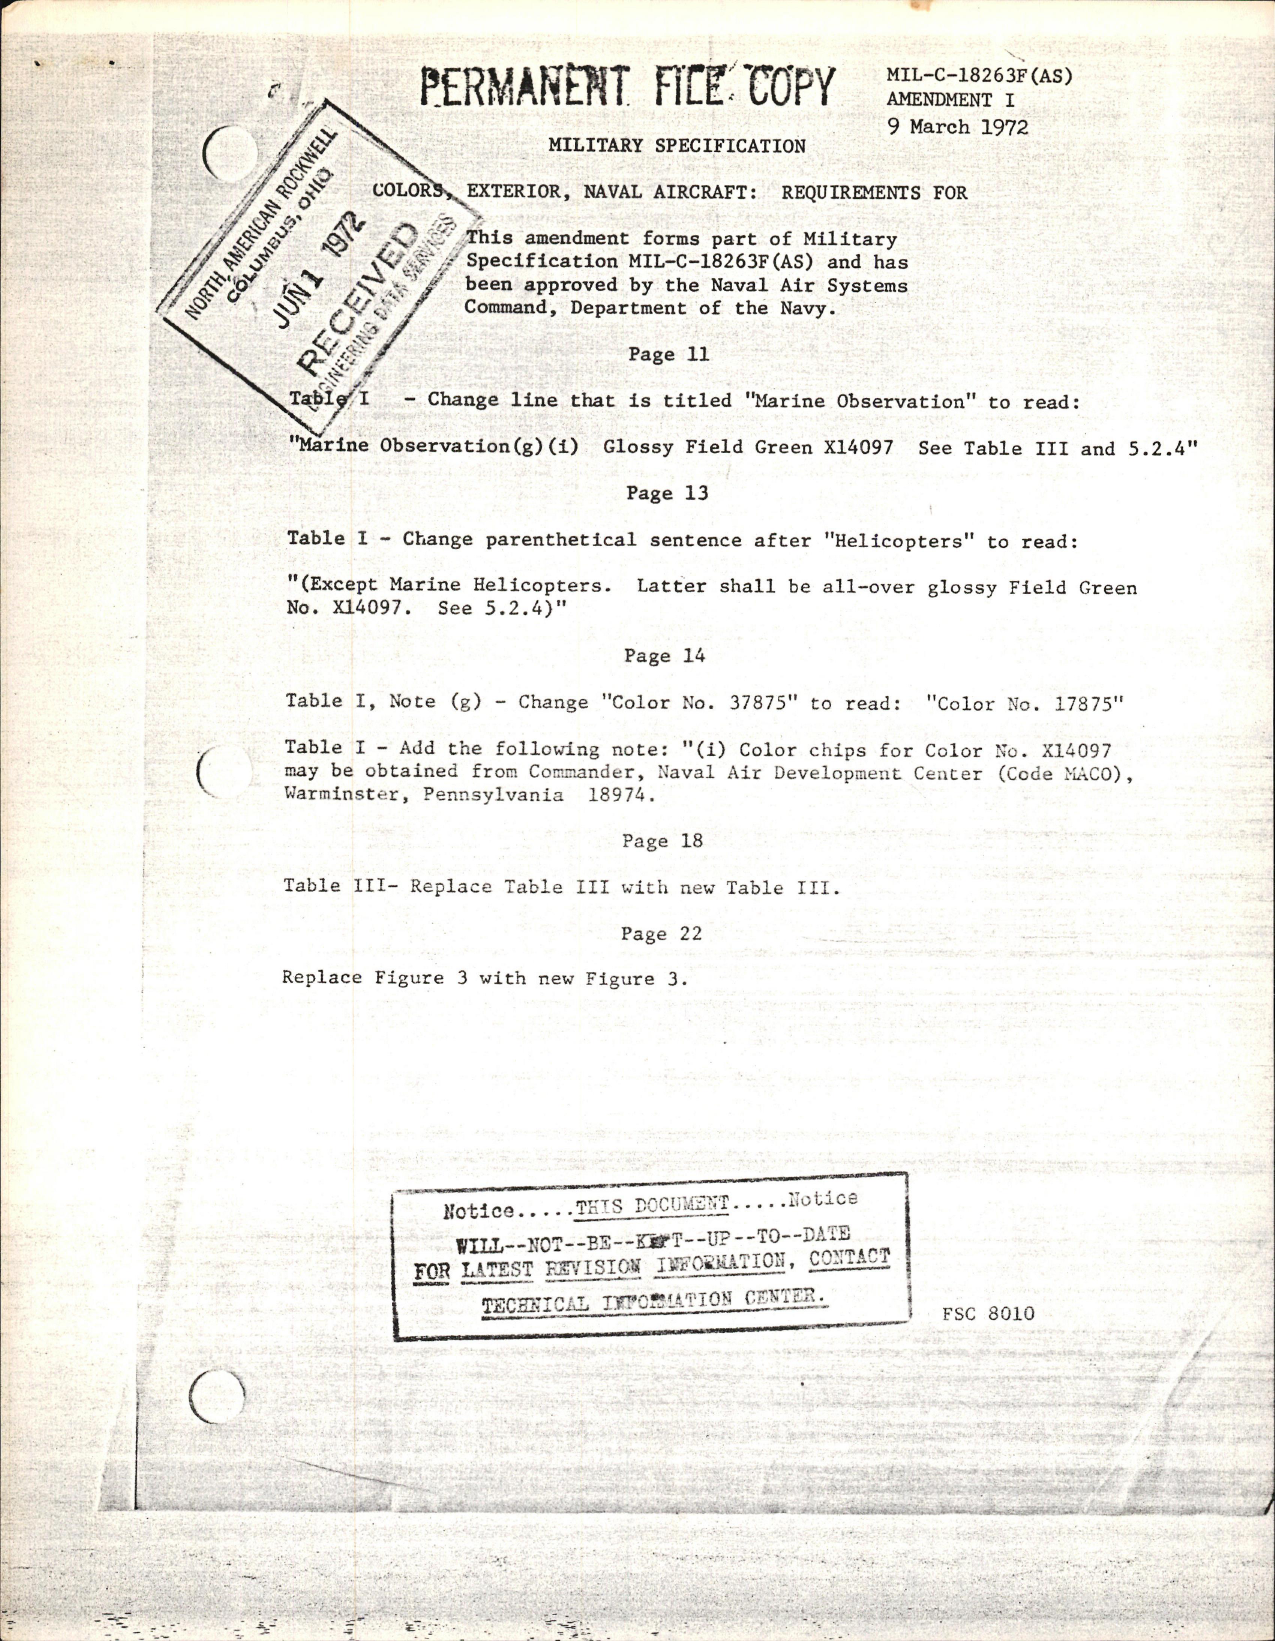 PERMANENT FILE COPY
MIL-C-18263F(AS)
AMENDMENT I
9 March 1972
MILITARY SPECIFICATION
COLORS, EXTERIOR, NAVAL AIRCRAFT:  REQUIREMENTS FOR
NORTH AMERICAN ROCKWELL
COLUMBUS, OHIO
JUN 1 1972
RECEIVED
ENGINEERING DATA SERVICES
This amendment forms part of Military
Specification MIL-C-18263F(AS) and has
been approved by the Naval Air Systems
Command, Department of the Navy.
Page 11
Table I   - Change line that is titled "Marine Observation" to read:
"Marine Observation(g)(i)  Glossy Field Green X14097  See Table III and 5.2.4"
Page 13
Table I - Change parenthetical sentence after "Helicopters" to read:
"(Except Marine Helicopters.  Latter shall be all-over glossy Field Green
No. X14097.  See 5.2.4)"
Page 14
Table I, Note (g) - Change "Color No. 37875" to read:  "Color No. 17875"
Table I - Add the following note: "(i) Color chips for Color No. X14097
may be obtained from Commander, Naval Air Development Center (Code MACO),
Warminster, Pennsylvania  18974.
Page 18
Table III- Replace Table III with new Table III.
Page 22
Replace Figure 3 with new Figure 3.
Notice.....THIS DOCUMENT.....Notice
WILL--NOT--BE--KEPT--UP--TO--DATE
FOR LATEST REVISION INFORMATION, CONTACT
TECHNICAL INFORMATION CENTER.
FSC 8010